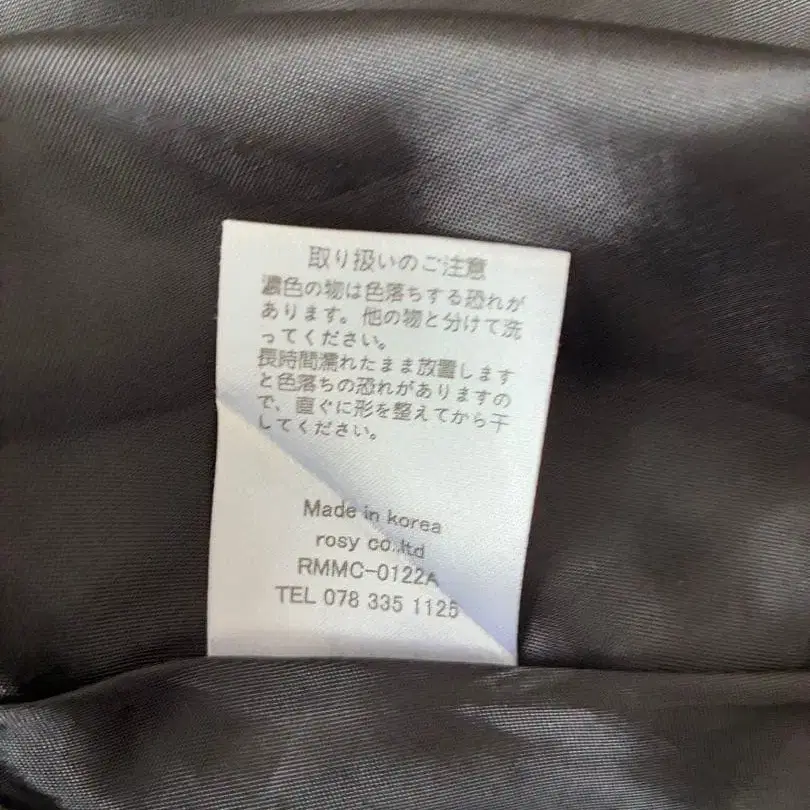 取り扱いのご注意
濃色の物は色落ちする恐れが
あります。他の物と分けて洗
ってください。
長時間濡れたまま放置します
と色落ちの恐れがありますの
で、直ぐに形を整えてから干
してください。
Made in korea
rosy co.,ltd
RMMC-0122A
TEL 078 335 1125